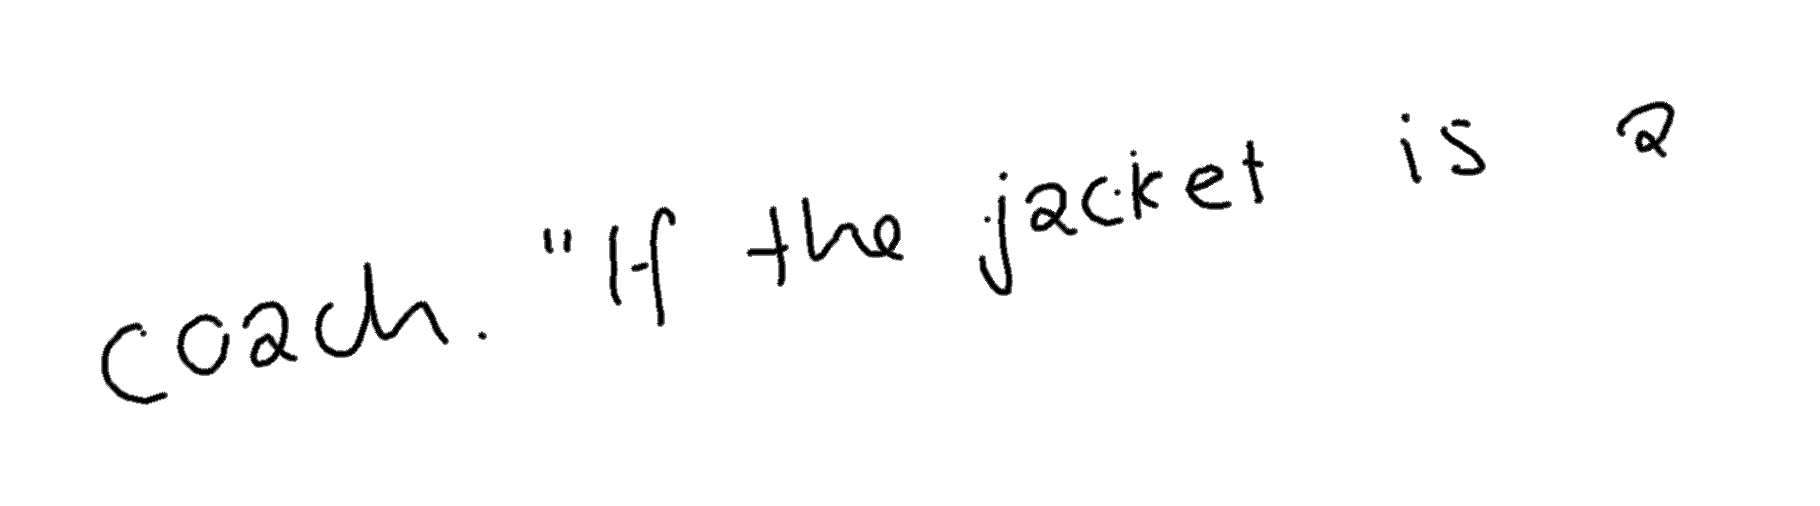 coach. "If the jacket is a